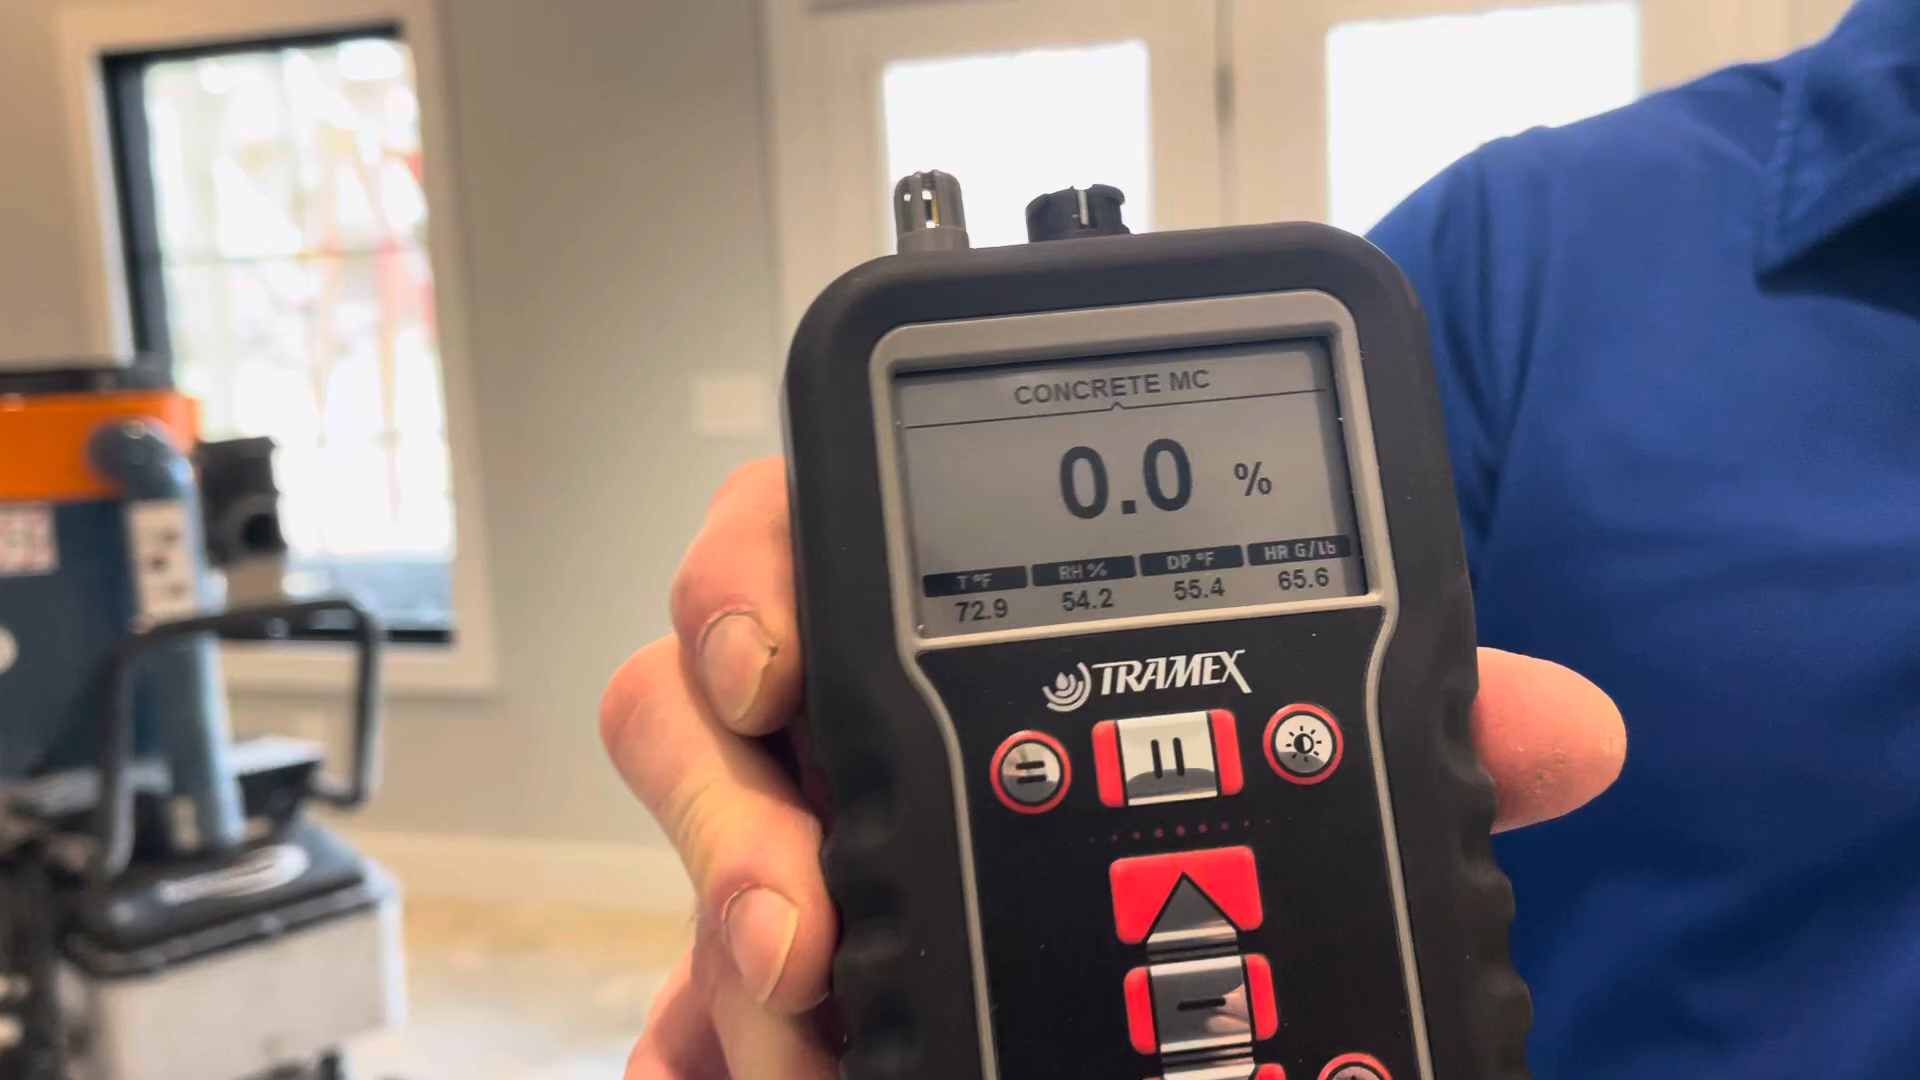 CONCRETE MC
0.0 %
T °F RH % DP °F HR G/lb
72.9 54.2 55.4 65.6
TRAMEX